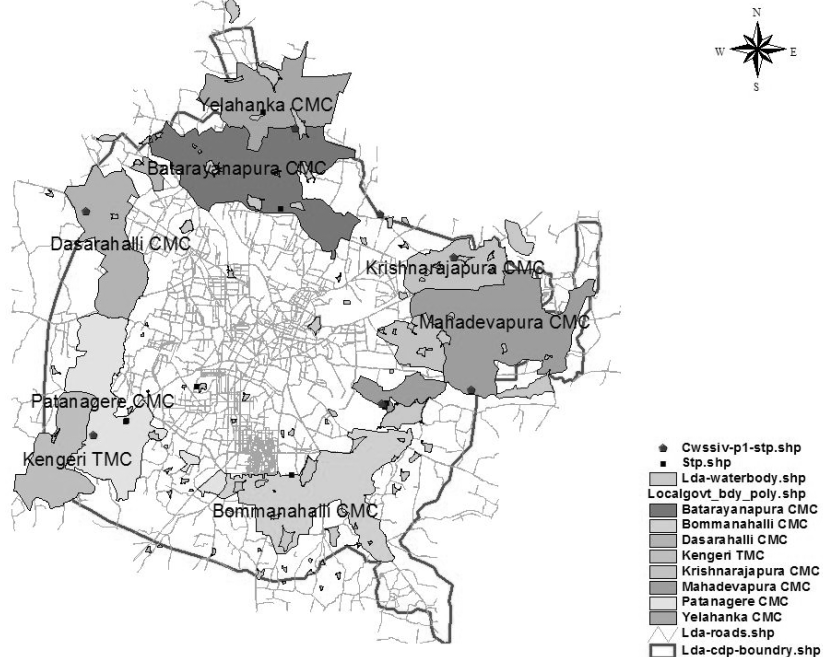 N
W E
S
Yelahanka CMC
Batarayanapura CMC
Dasarahalli CMC
Krishnarajapura CMC
Mahadevapura CMC
Patanagere CMC
Kengeri TMC
Bommanahalli CMC
Cwssiv-p1-stp.shp
Stp.shp
Lda-waterbody.shp
Localgovt_bdy_poly.shp
Batarayanapura CMC
Bommanahalli CMC
Dasarahalli CMC
Kengeri TMC
Krishnarajapura CMC
Mahadevapura CMC
Patanagere CMC
Yelahanka CMC
Lda-roads.shp
Lda-cdp-boundry.shp